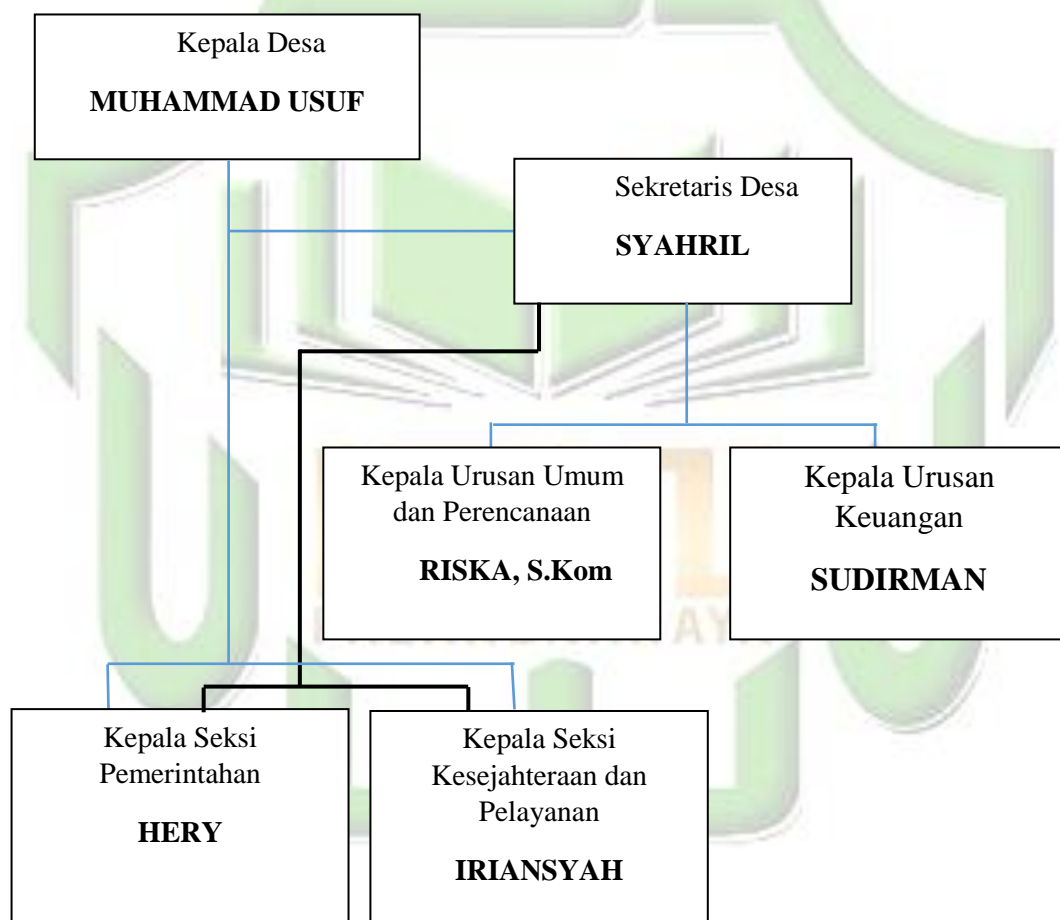 Kepala Desa
MUHAMMAD USUF
Sekretaris Desa
SYAHRIL
Kepala Urusan Umum
dan Perencanaan
RISKA, S.Kom
Kepala Urusan
Keuangan
SUDIRMAN
Kepala Seksi
Pemerintahan
HERY
Kepala Seksi
Kesejahteraan dan
Pelayanan
IRIANSYAH